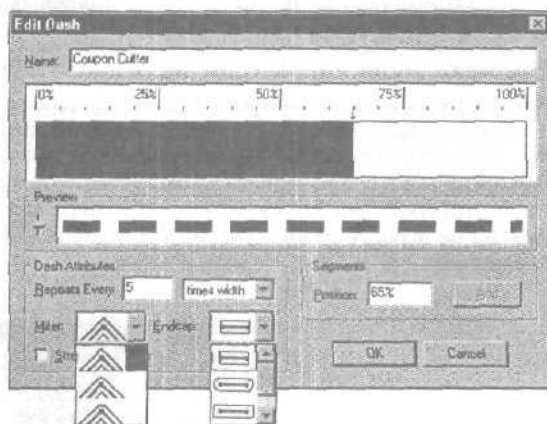 Edit Dash
Name: Coupon Cutter
0% 25% 50% 75% 100%
Preview
Dash Attributes
Repeats Every: 5 times width
Segments
Position: 65% Add
Miter: Endcap:
OK Cancel